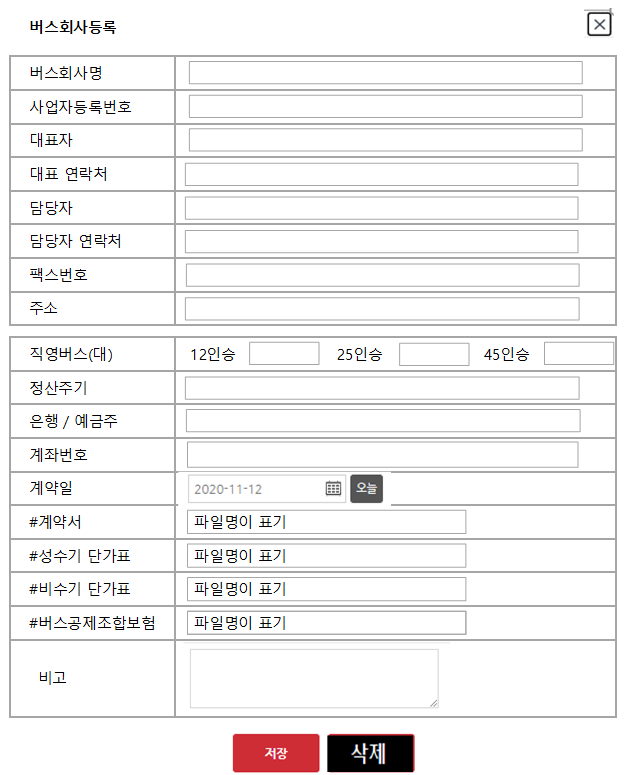 버스회사등록
버스회사명
사업자등록번호
대표자
대표 연락처
담당자
담당자 연락처
팩스번호
주소
직영버스(대) 12인승 25인승 45인승
정산주기
은행 / 예금주
계좌번호
계약일 2020-11-12 오늘
#계약서 파일명이 표기
#성수기 단가표 파일명이 표기
#비수기 단가표 파일명이 표기
#버스공제조합보험 파일명이 표기
비고
저장 삭제